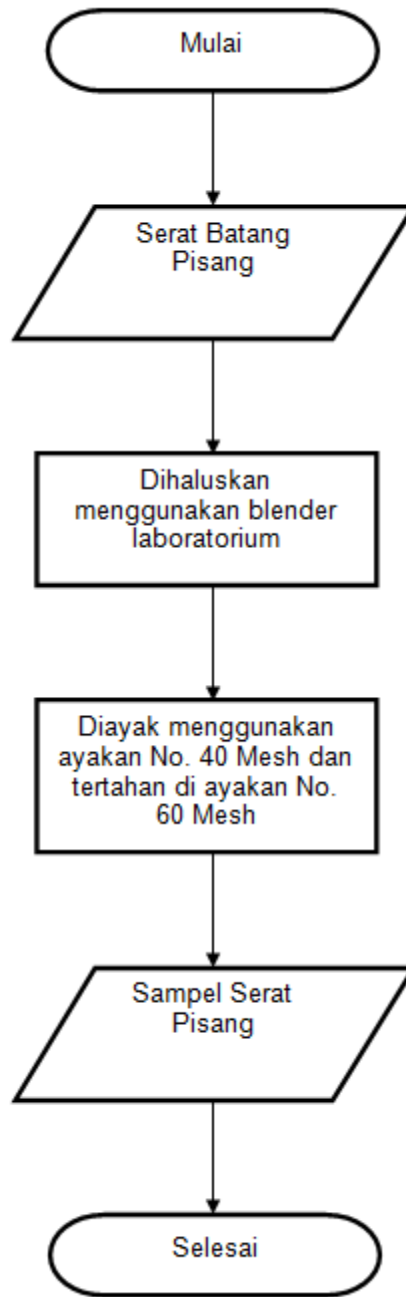 Mulai
Serat Batang
Pisang
Dihaluskan
menggunakan blender
laboratorium
Diayak menggunakan
ayakan No. 40 Mesh dan
tertahan di ayakan No.
60 Mesh
Sampel Serat
Pisang
Selesai